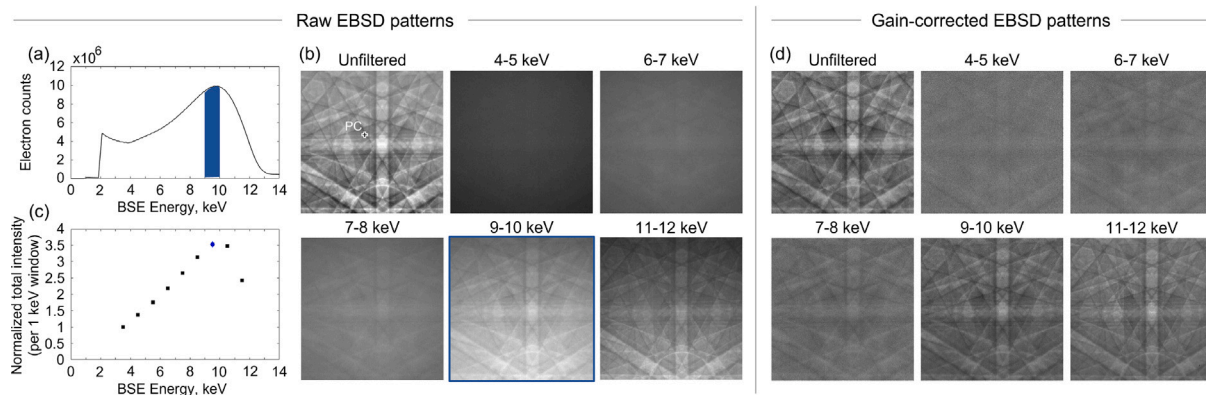 Raw EBSD patterns
Gain-corrected EBSD patterns
(a)
×10⁶
12
10
8
6
4
2
0
Electron counts
0 2 4 6 8 10 12 14
BSE Energy, keV
(c)
4
3.5
3
2.5
2
1.5
1
0.5
0
Normalized total intensity
(per 1 keV window)
0 2 4 6 8 10 12 14
BSE Energy, keV
(b)
Unfiltered
4-5 keV
6-7 keV
PC
7-8 keV
9-10 keV
11-12 keV
(d)
Unfiltered
4-5 keV
6-7 keV
7-8 keV
9-10 keV
11-12 keV